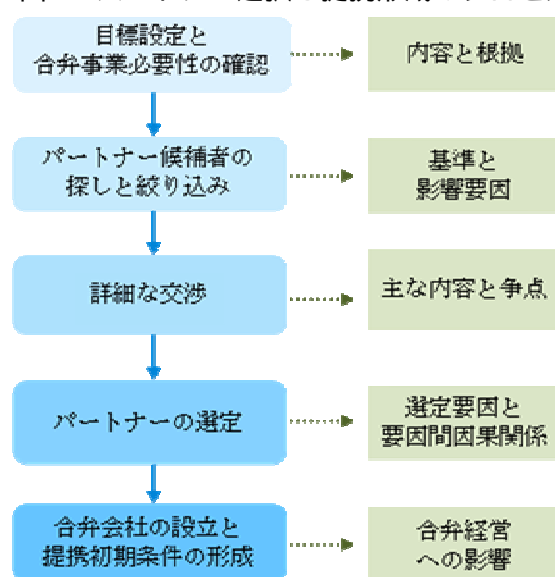 目標設定と
合弁事業必要性の確認
内容と根拠
パートナー候補者の
探しと絞り込み
基準と
影響要因
詳細な交渉
主な内容と争点
パートナーの選定
選定要因と
要因間因果関係
合弁会社の設立と
提携初期条件の形成
合弁経営
への影響